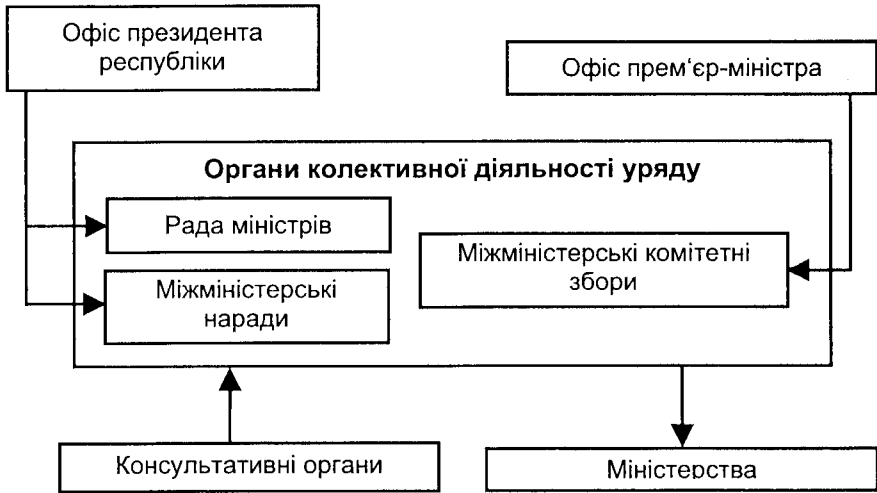 Офіс президента
республіки
Офіс прем‘єр-міністра
Органи колективної діяльності уряду
Рада міністрів
Міжміністерські комітетні
збори
Міжміністерські
наради
Консультативні органи
Міністерства